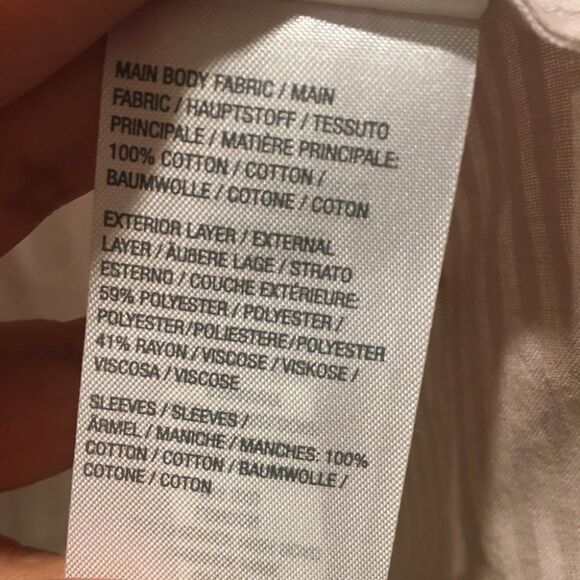 MAIN BODY FABRIC / MAIN
FABRIC / HAUPTSTOFF / TESSUTO
PRINCIPALE / MATIÈRE PRINCIPALE:
100% COTTON / COTTON /
BAUMWOLLE / COTONE / COTON
EXTERIOR LAYER / EXTERNAL
LAYER / ÄUBERE LAGE / STRATO
ESTERNO / COUCHE EXTÉRIEURE:
59% POLYESTER / POLYESTER /
POLYESTER/POLIESTERE/POLYESTER
41% RAYON / VISCOSE / VISKOSE /
VISCOSA / VISCOSE
SLEEVES / SLEEVES /
ÄRMEL / MANICHE / MANCHES: 100%
COTTON / COTTON / BAUMWOLLE /
COTONE / COTON